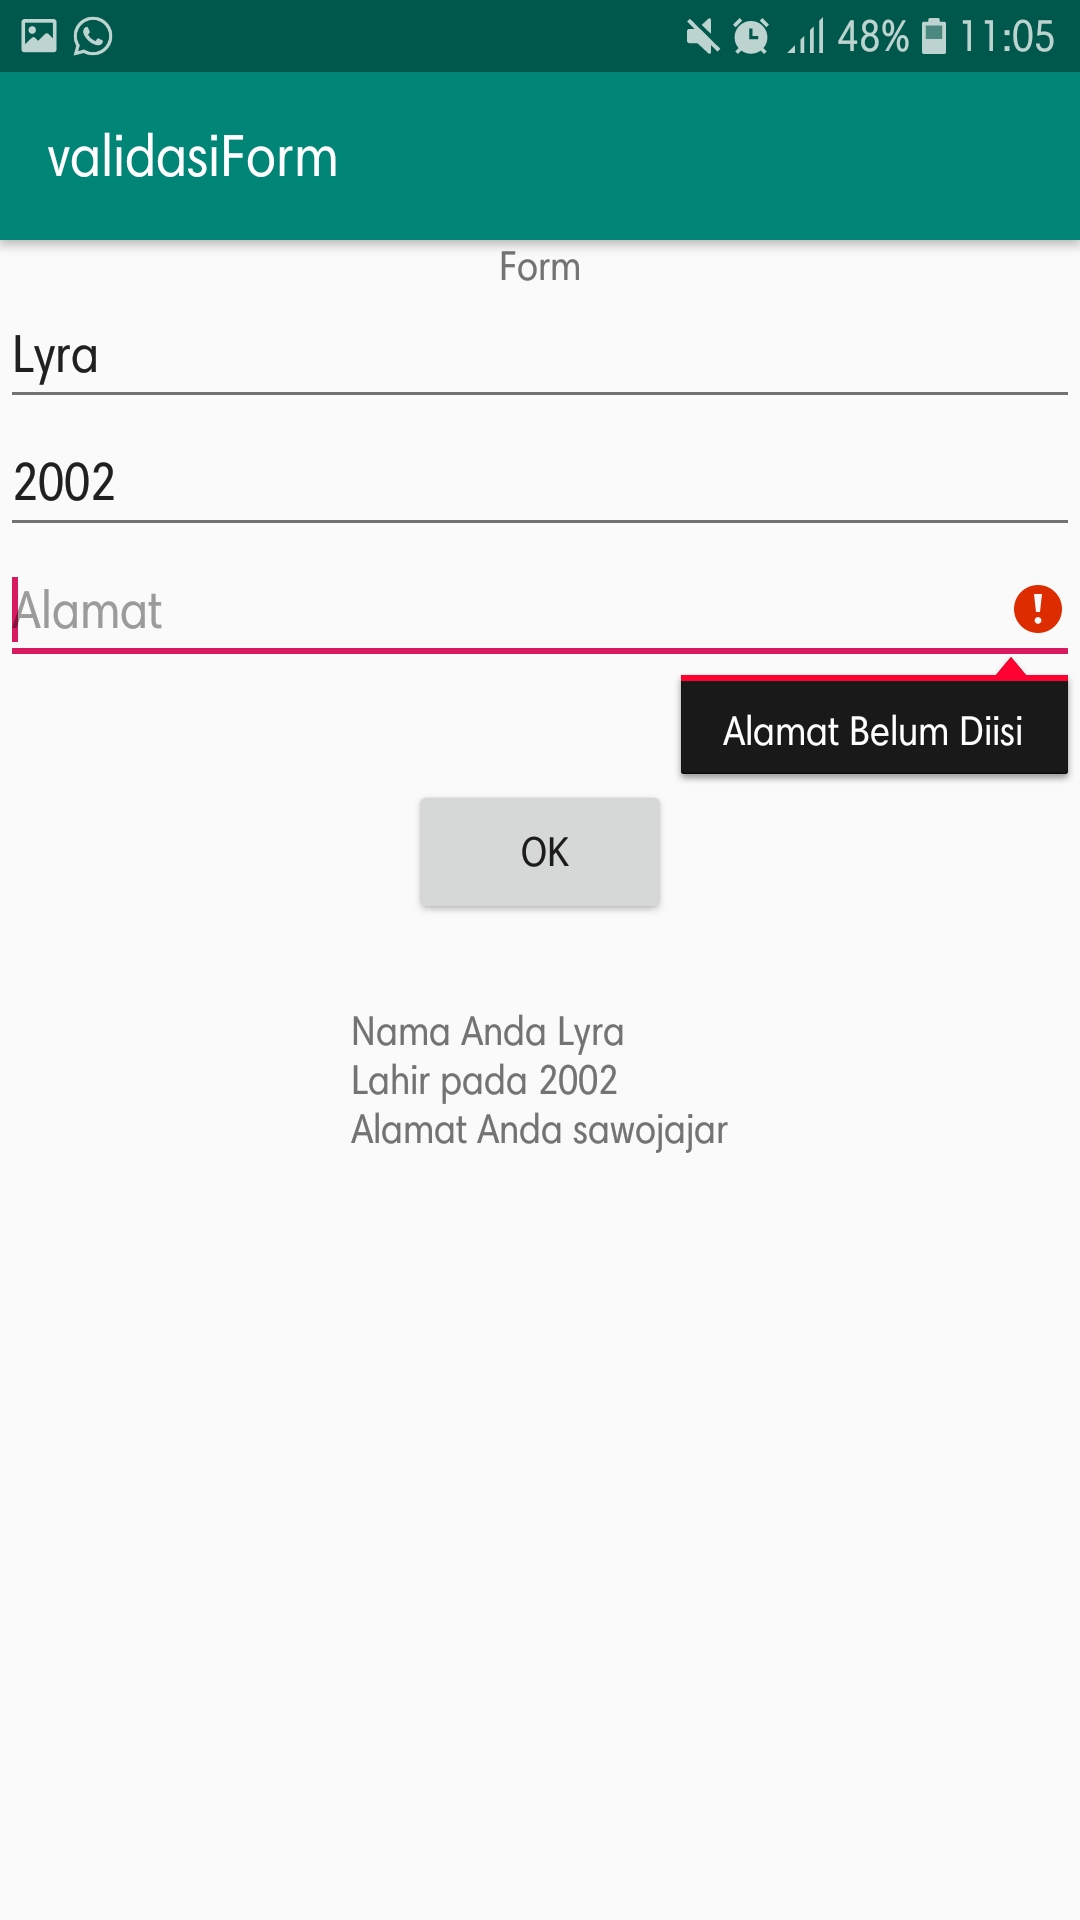 48% 11:05
validasiForm
Form
Lyra
2002
Alamat
Alamat Belum Diisi
OK
Nama Anda Lyra
Lahir pada 2002
Alamat Anda sawojajar